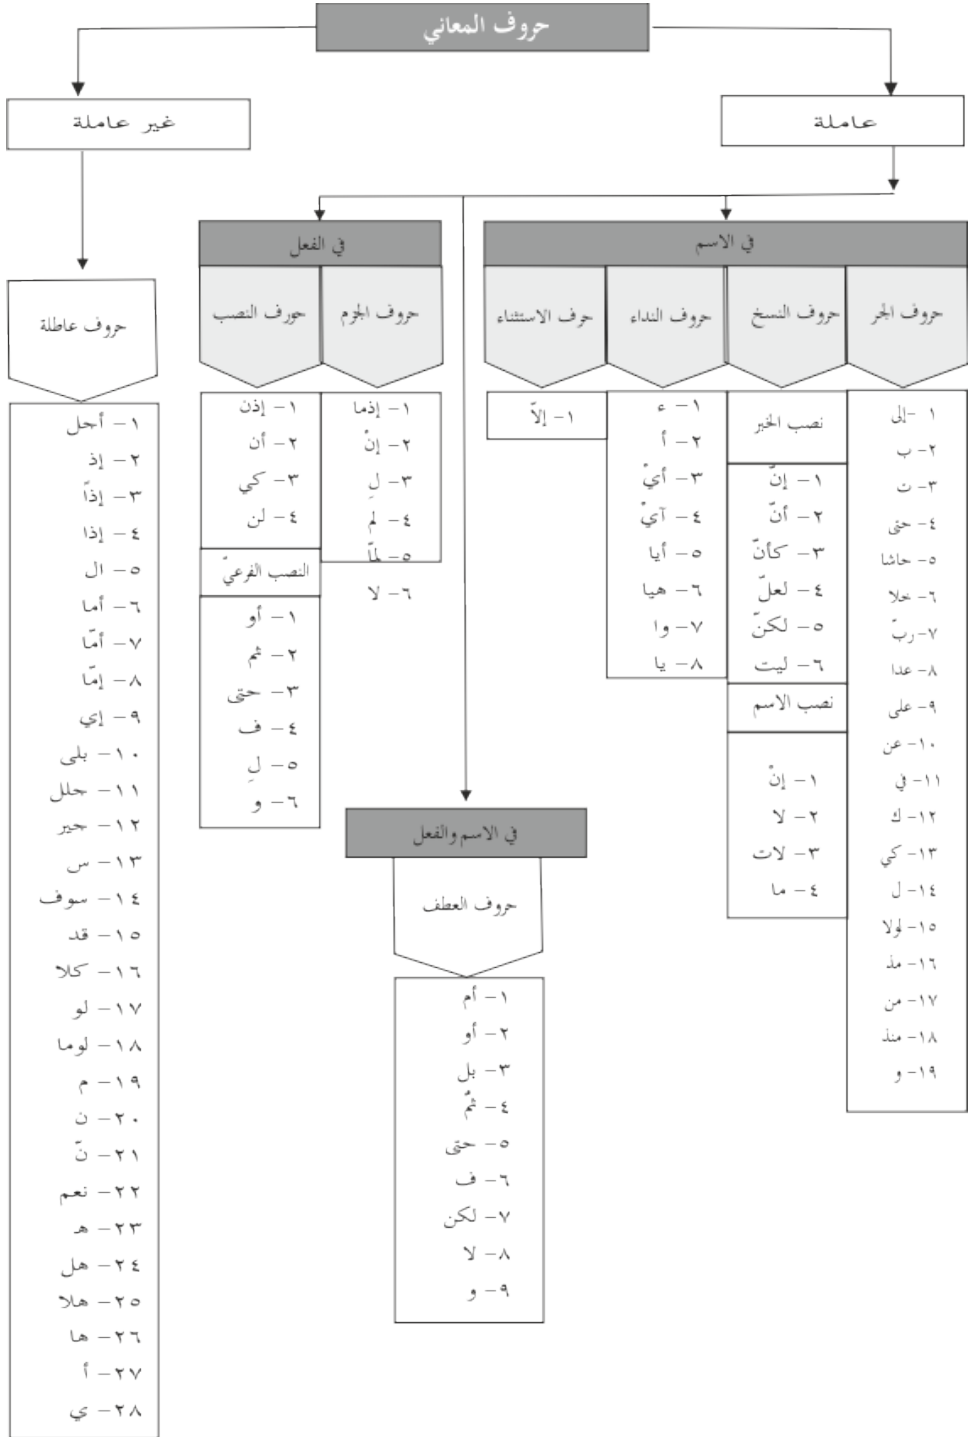 حروف المعاني
عاملة
غير عاملة
في الاسم
حروف الجر
١ -إلى
٢- ب
٣- ت
٤- حتى
٥- حاشا
٦- خلا
٧- ربّ
٨- عدا
٩- على
١٠- عن
١١- في
١٢- ك
١٣- كي
١٤- ل
١٥- لولا
١٦- مذ
١٧- من
١٨- منذ
١٩- و
حروف النسخ
نصب الخبر
١- إنّ
٢- أنّ
٣- كأنّ
٤- لعلّ
٥- لكنّ
٦- ليت
نصب الاسم
١- إنْ
٢- لا
٣- لات
٤- ما
حروف النداء
١- ء
٢- أ
٣- أيْ
٤- آيْ
٥- أيا
٦- هيا
٧- وا
٨- يا
حرف الاستثناء
١- إلاّ
في الفعل
حروف الجزم
١- إذما
٢- إنْ
٣- لِ
٤- لم
٥- لمّا
٦- لا
حورف النصب
١- إذن
٢- أن
٣- كي
٤- لن
النصب الفرعيّ
١- أو
٢- ثم
٣- حتى
٤- ف
٥- لِ
٦- و
في الاسم والفعل
حروف العطف
١- أم
٢- أو
٣- بل
٤- ثمّ
٥- حتى
٦- ف
٧- لكن
٨- لا
٩- و
حروف عاطلة
١- أجل
٢- إذ
٣- إذاً
٤- إذا
٥- ال
٦- أما
٧- أمّا
٨- إمّا
٩- إي
١٠- بلى
١١- جلل
١٢- جير
١٣- س
١٤- سوف
١٥- قد
١٦- كلا
١٧- لو
١٨- لوما
١٩- م
٢٠- ن
٢١- نّ
٢٢- نعم
٢٣- هـ
٢٤- هل
٢٥- هلا
٢٦- ها
٢٧- أ
٢٨- ي